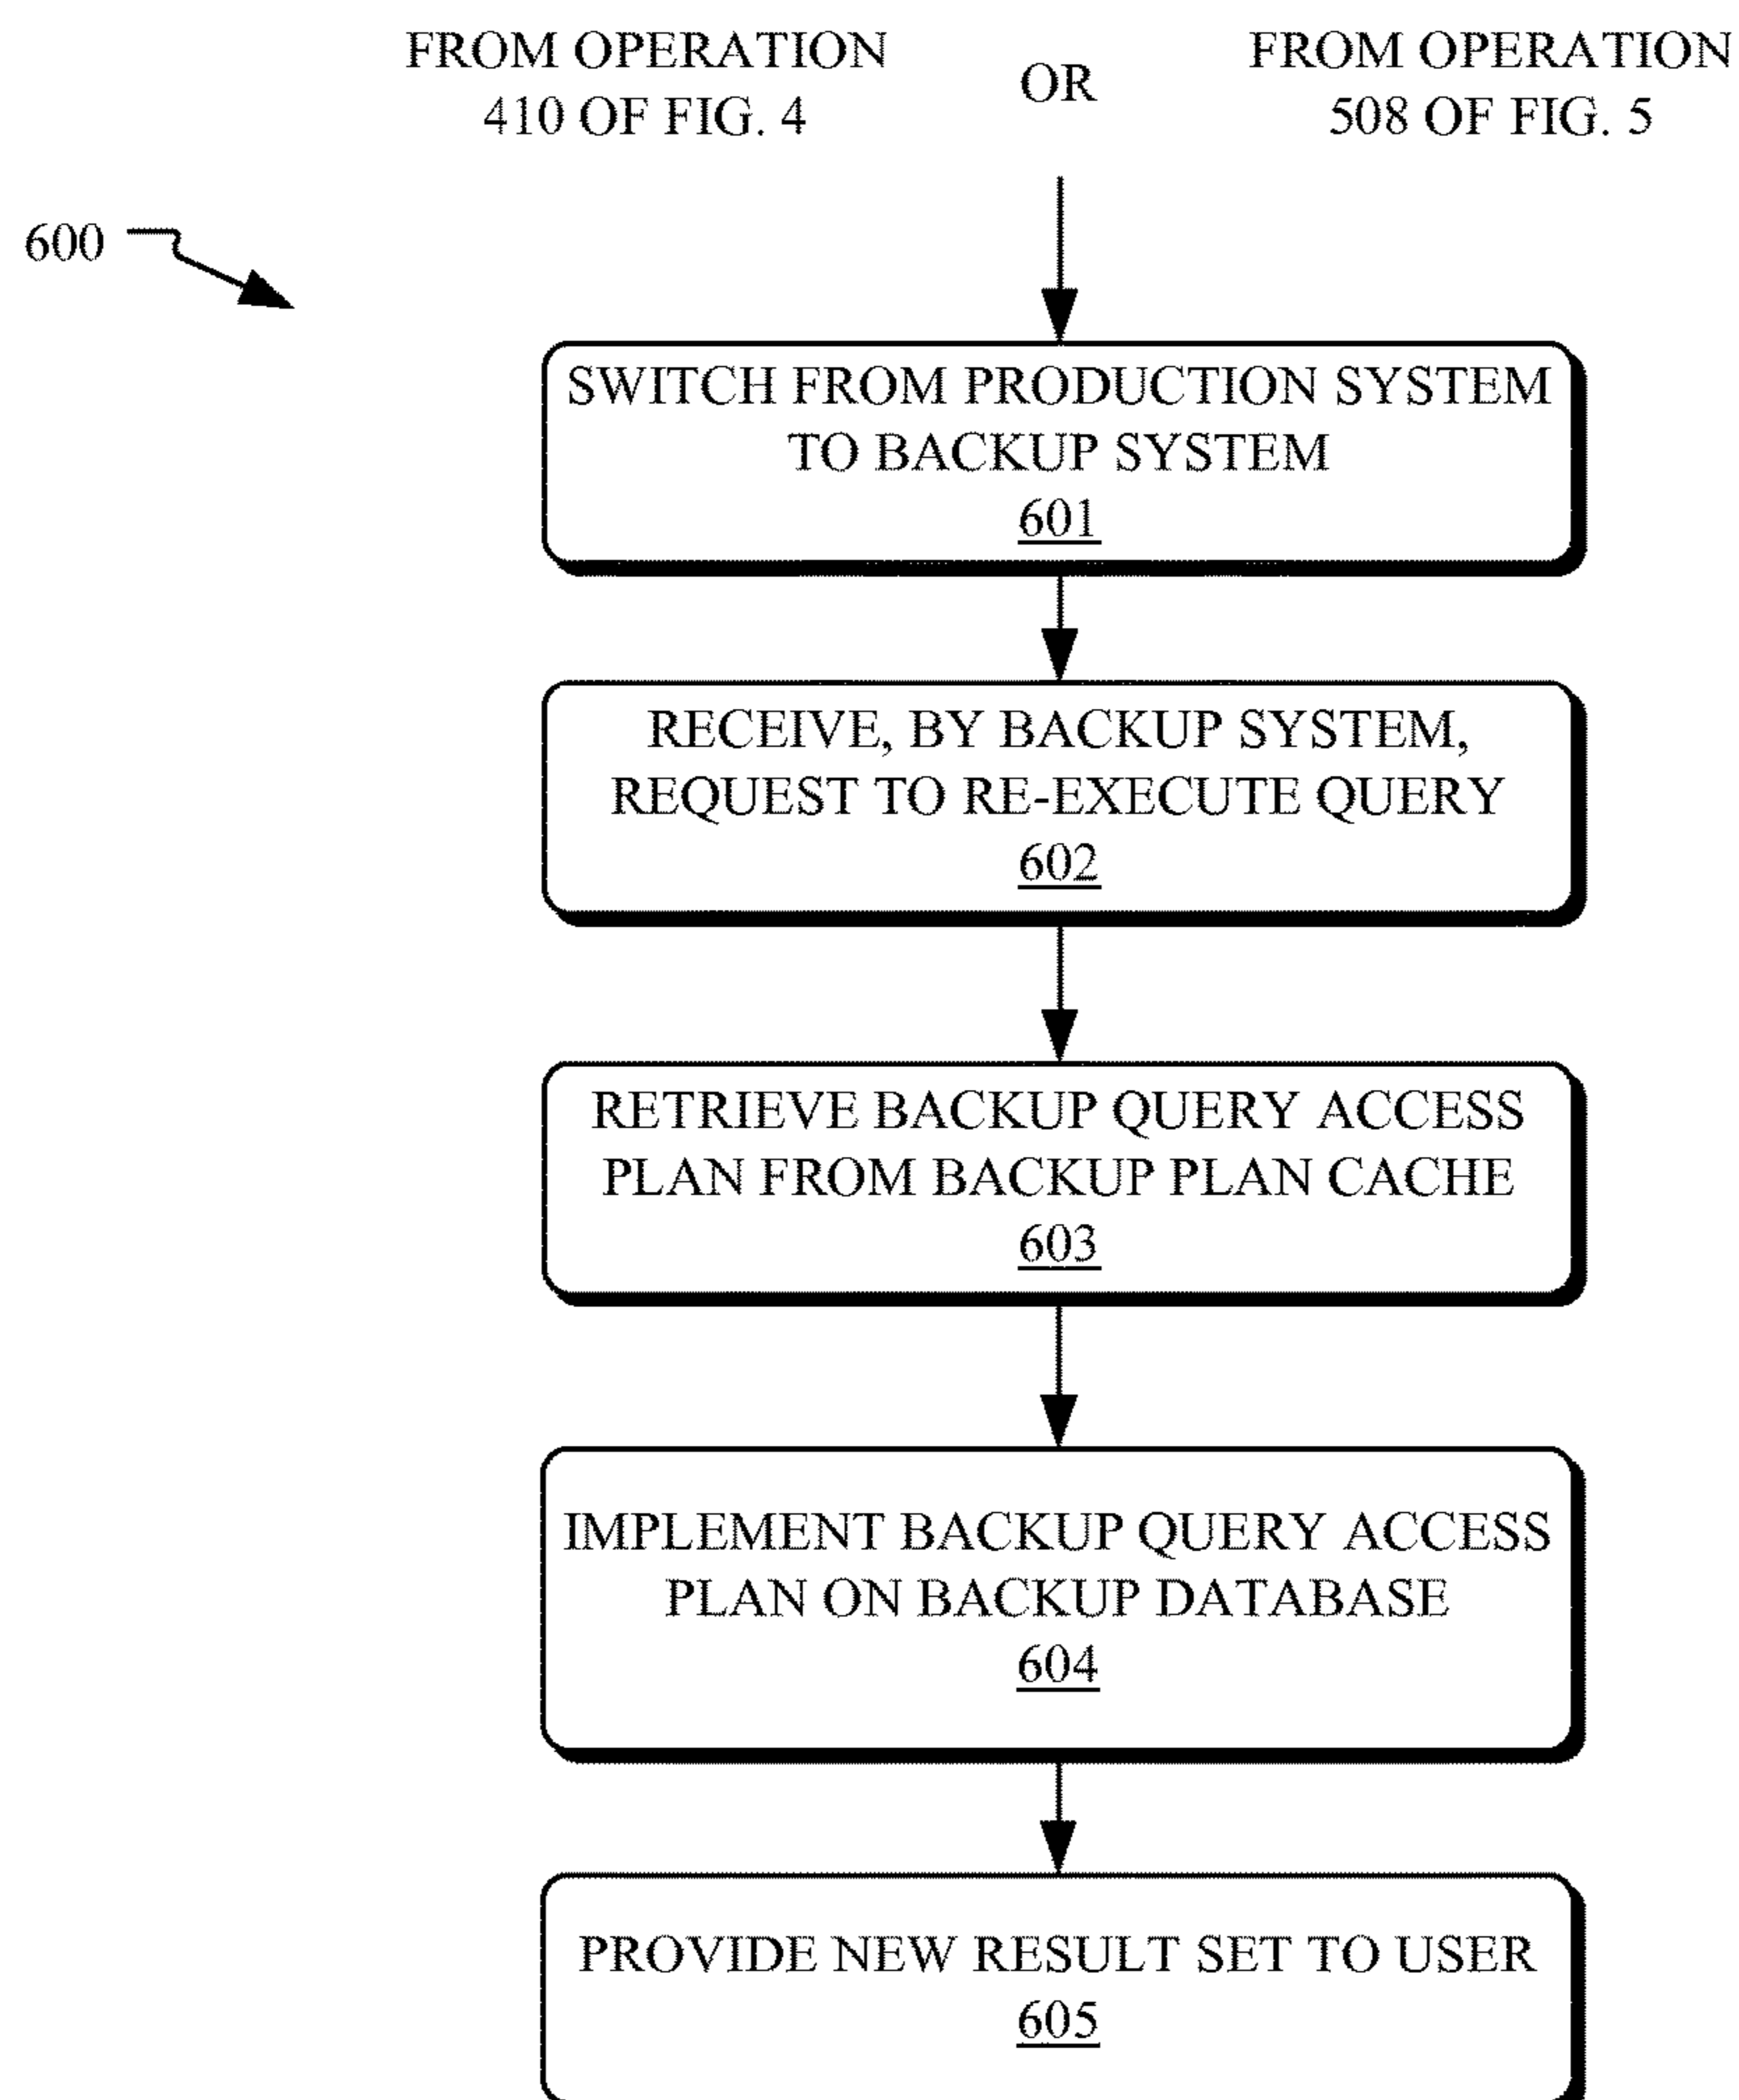 FROM OPERATION
410 OF FIG. 4
OR
FROM OPERATION
508 OF FIG. 5
600
SWITCH FROM PRODUCTION SYSTEM
TO BACKUP SYSTEM
601
RECEIVE, BY BACKUP SYSTEM,
REQUEST TO RE-EXECUTE QUERY
602
RETRIEVE BACKUP QUERY ACCESS
PLAN FROM BACKUP PLAN CACHE
603
IMPLEMENT BACKUP QUERY ACCESS
PLAN ON BACKUP DATABASE
604
PROVIDE NEW RESULT SET TO USER
605